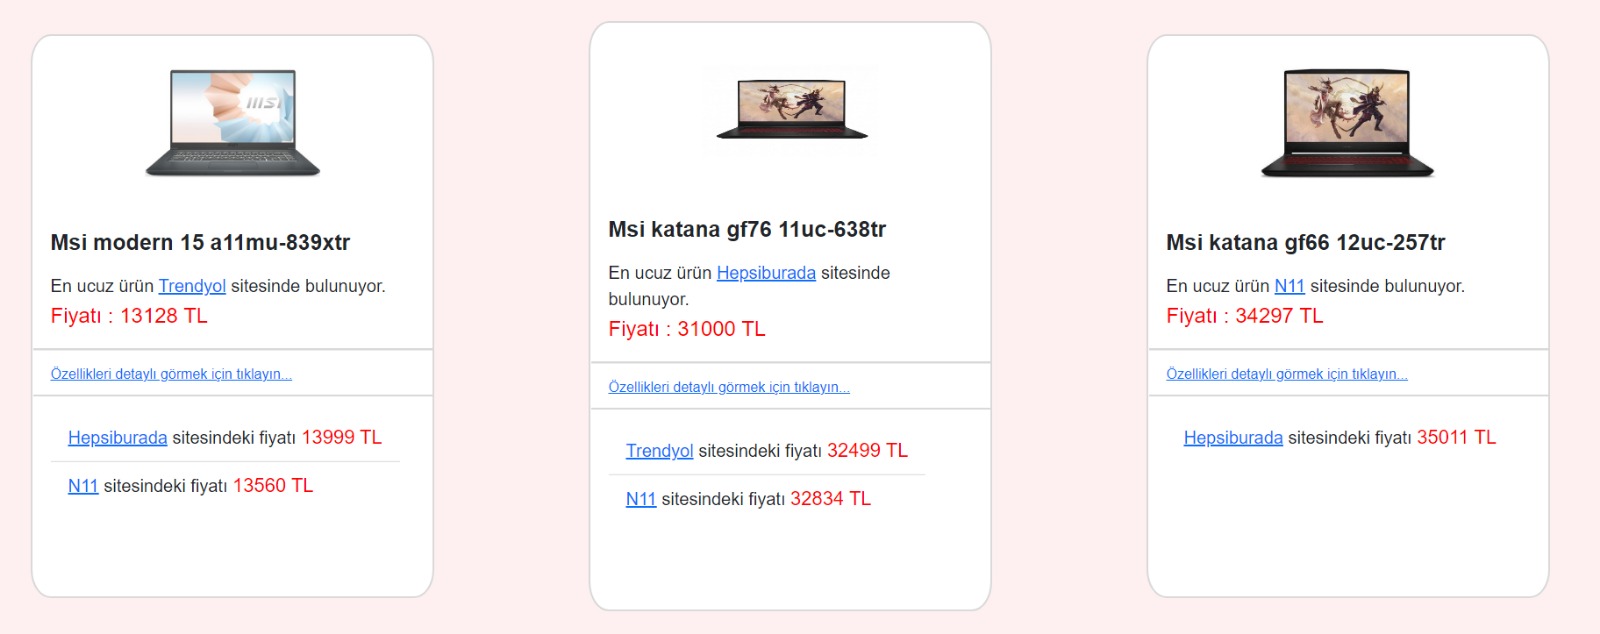 msi
Msi modern 15 a11mu-839xtr
En ucuz ürün Trendyol sitesinde bulunuyor.
Fiyatı : 13128 TL
Özellikleri detaylı görmek için tıklayın...
Hepsiburada sitesindeki fiyatı 13999 TL
N11 sitesindeki fiyatı 13560 TL
Msi katana gf76 11uc-638tr
En ucuz ürün Hepsiburada sitesinde
bulunuyor.
Fiyatı : 31000 TL
Özellikleri detaylı görmek için tıklayın...
Trendyol sitesindeki fiyatı 32499 TL
N11 sitesindeki fiyatı 32834 TL
Msi katana gf66 12uc-257tr
En ucuz ürün N11 sitesinde bulunuyor.
Fiyatı : 34297 TL
Özellikleri detaylı görmek için tıklayın...
Hepsiburada sitesindeki fiyatı 35011 TL